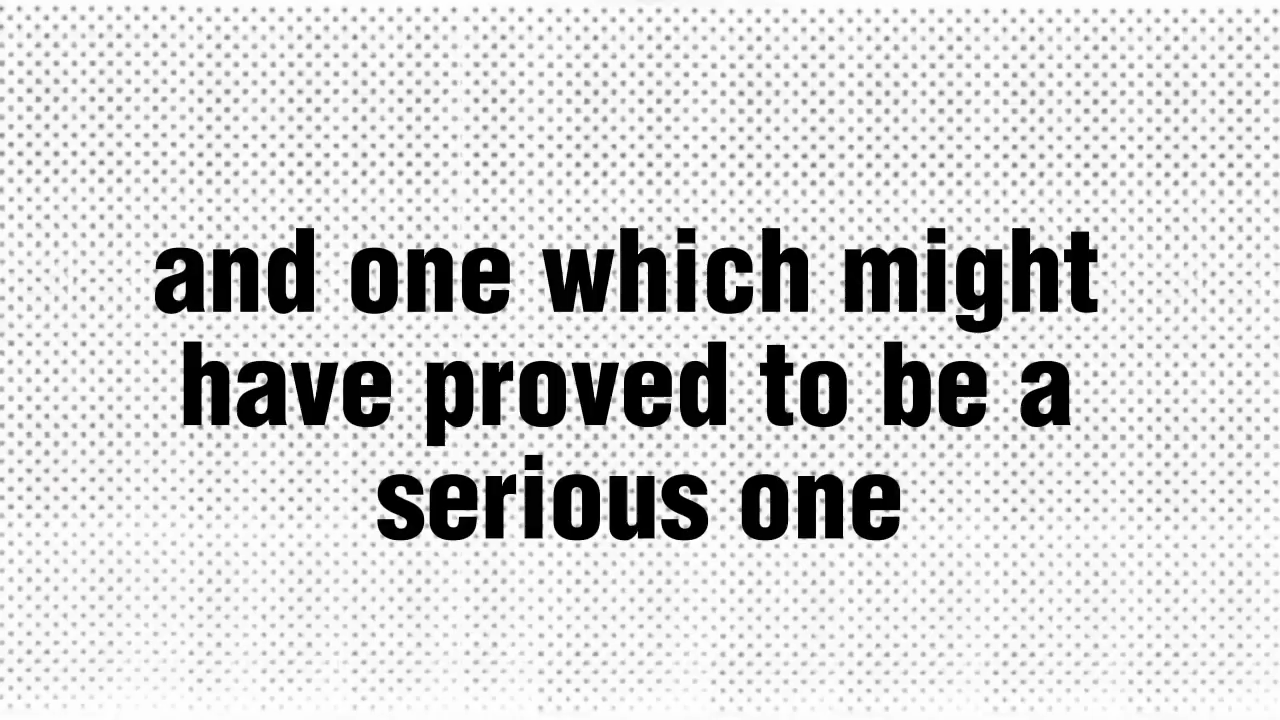 and one which might
have proved to be a
serious one